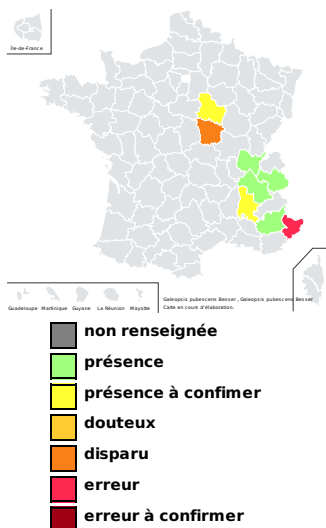 Île-de-France
Guadeloupe Martinique Guyane La Réunion Mayotte
Galeopsis pubescens Besser , Galeopsis pubescens Besser
Carte en cours d'élaboration.
non renseignée
présence
présence à confimer
douteux
disparu
erreur
erreur à confirmer